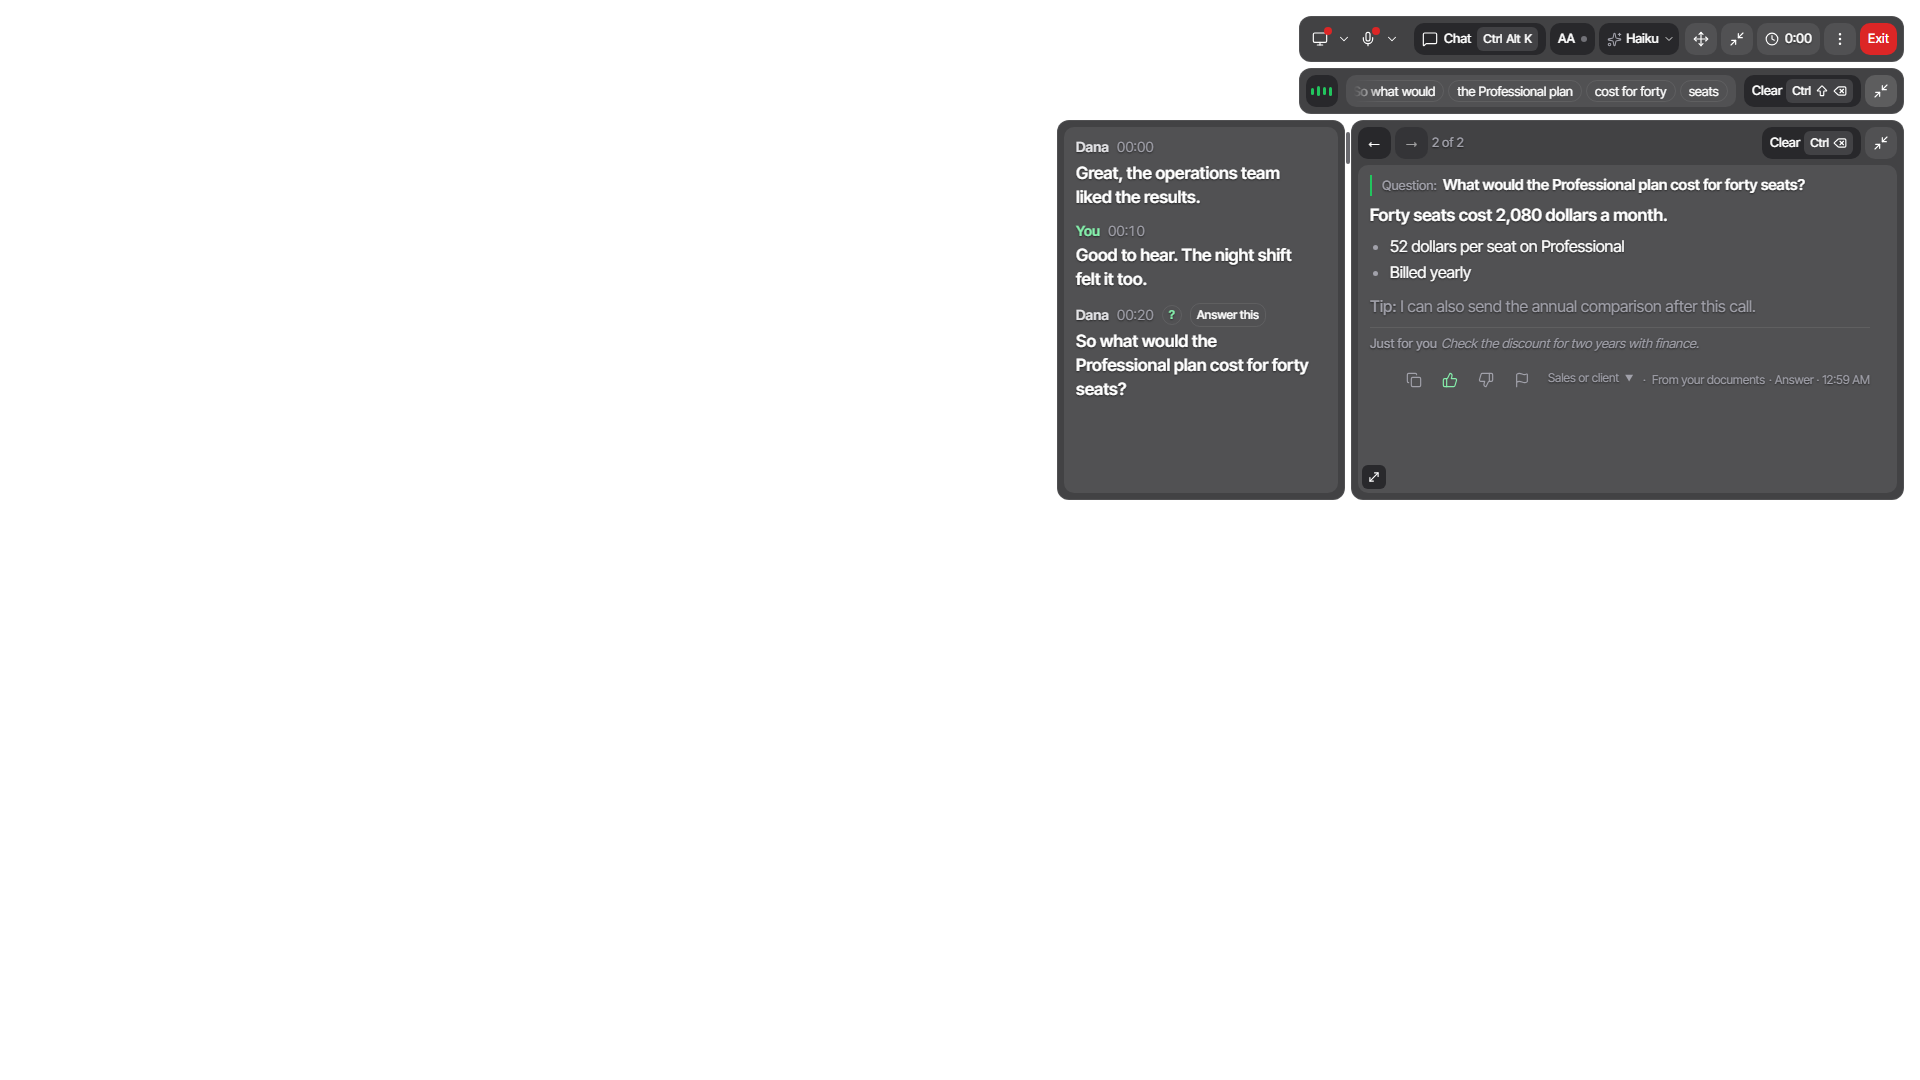 Chat Ctrl Alt K AA Haiku 0:00 Exit
So what would the Professional plan cost for forty seats Clear Ctrl
Dana 00:00
Great, the operations team
liked the results.
You 00:10
Good to hear. The night shift
felt it too.
Dana 00:20 ? Answer this
So what would the
Professional plan cost for forty
seats?
← → 2 of 2 Clear Ctrl
Question: What would the Professional plan cost for forty seats?
Forty seats cost 2,080 dollars a month.
• 52 dollars per seat on Professional
• Billed yearly
Tip: I can also send the annual comparison after this call.
Just for you Check the discount for two years with finance.
Sales or client ▼ · From your documents · Answer · 12:59 AM